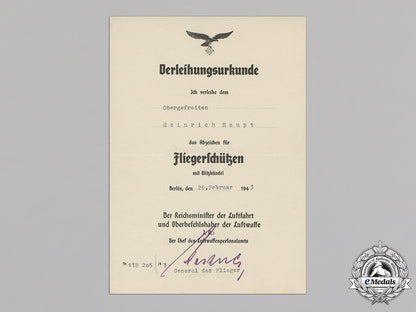 Verleihungsurkunde
Ich verleihe dem
Obergefreiten
Heinrich Haupt
das Abzeichen für
Fliegerschützen
mit Blitzbündel
Berlin, den 26. Februar 1943
Der Reichsminister der Luftfahrt
und Oberbefehlshaber der Luftwaffe
Der Chef des Luftwaffenpersonalamts
General der Flieger
eMedals